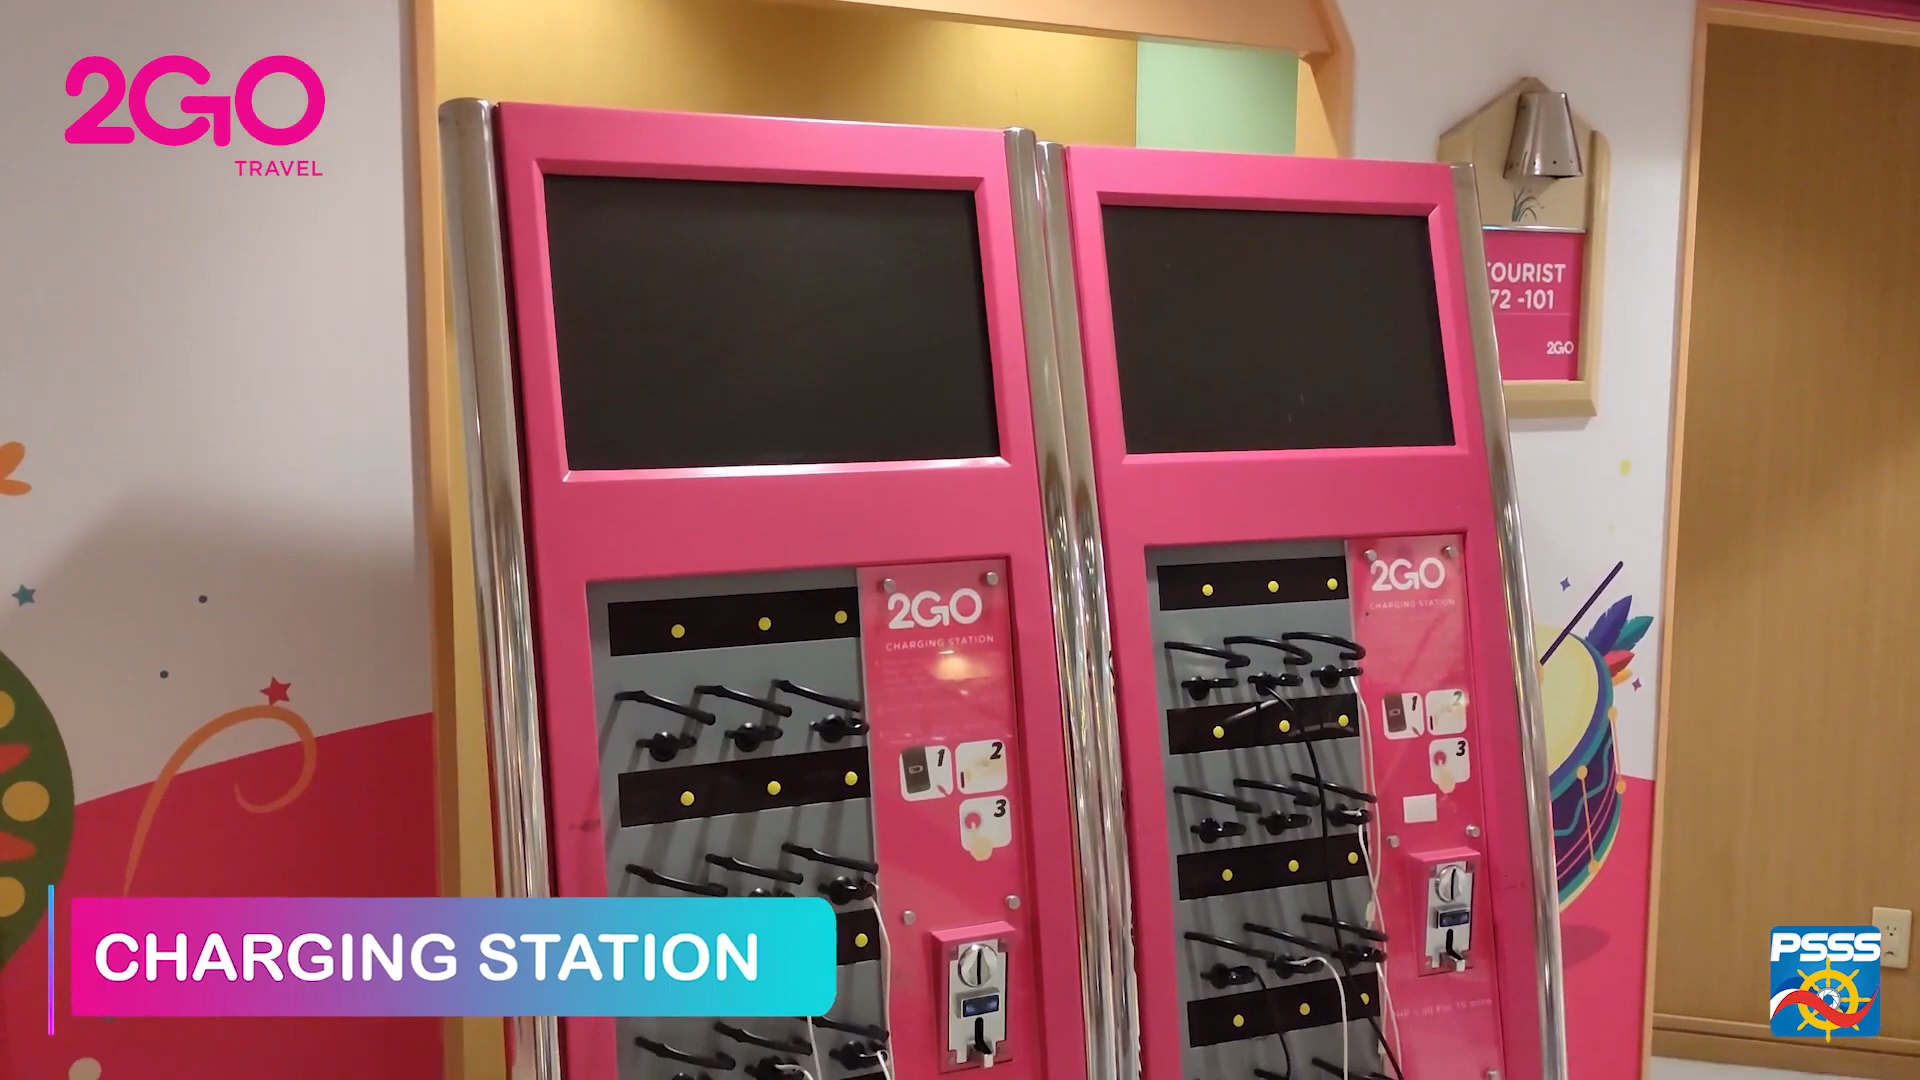 2GO
TRAVEL
TOURIST
72 -101
2GO
2GO
CHARGING STATION
1
2
3
2GO
CHARGING STATION
1
2
3
CHARGING STATION
PSSS